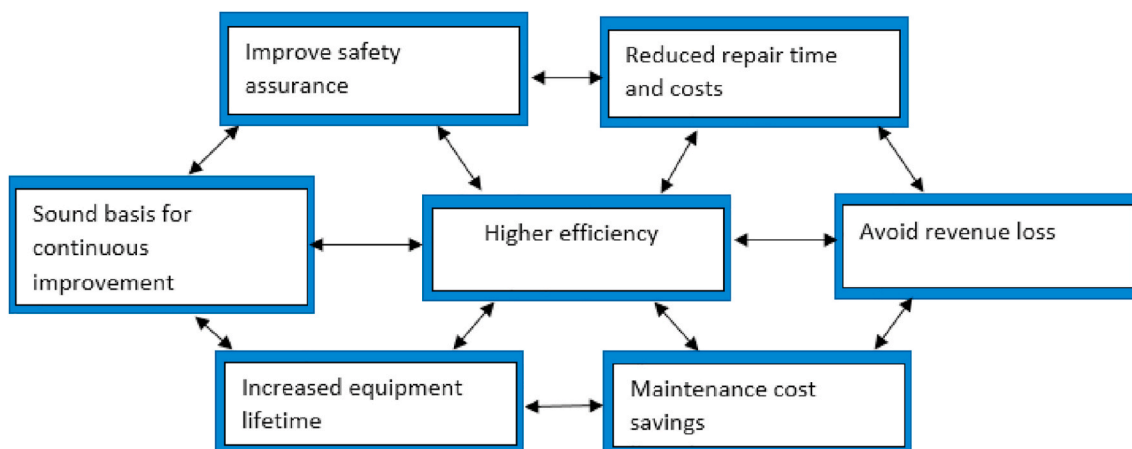 Improve safety
assurance
Reduced repair time
and costs
Sound basis for
continuous
improvement
Higher efficiency
Avoid revenue loss
Increased equipment
lifetime
Maintenance cost
savings